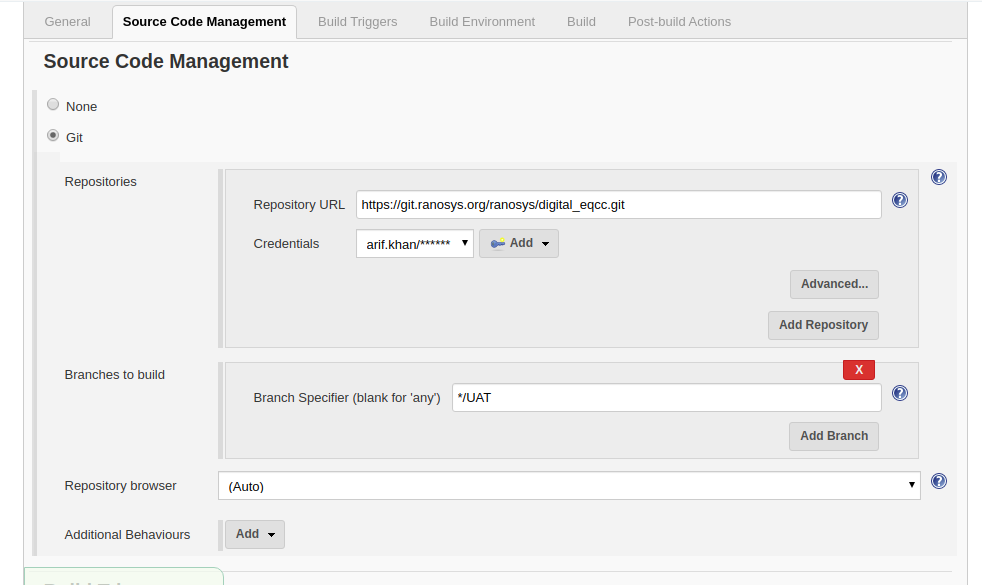 General Source Code Management Build Triggers Build Environment Build Post-build Actions
Source Code Management
None
Git
Repositories
Repository URL https://git.ranosys.org/ranosys/digital_eqcc.git
Credentials arif.khan/****** Add
Advanced...
Add Repository
Branches to build
X
Branch Specifier (blank for 'any') */UAT
Add Branch
Repository browser (Auto)
Additional Behaviours Add